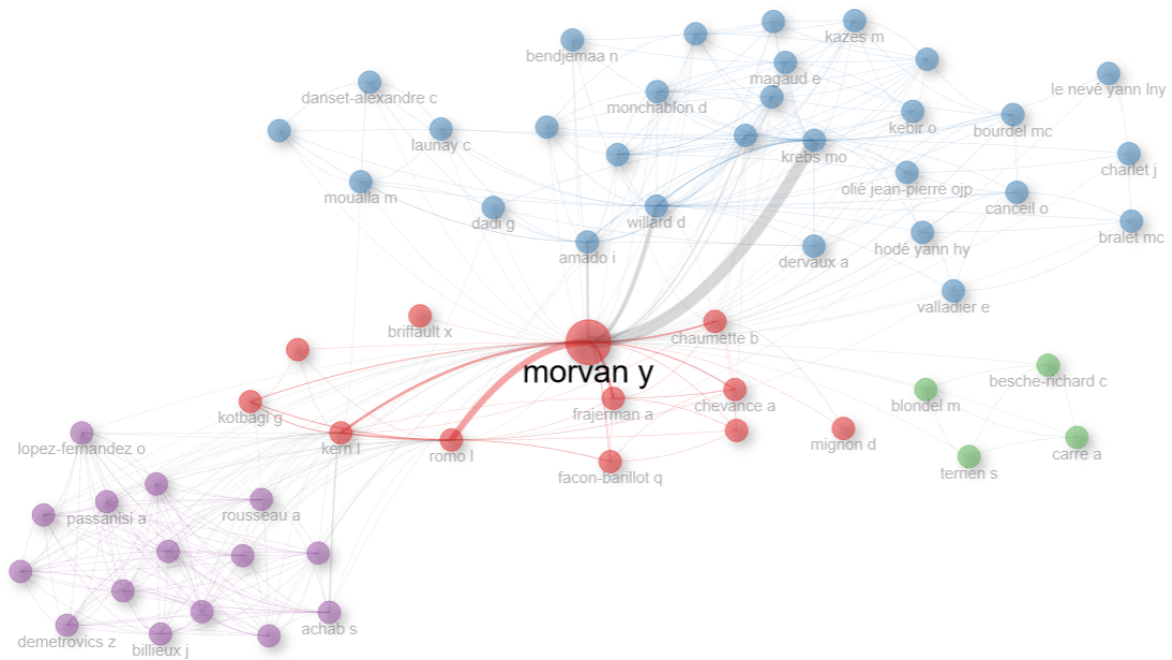 kazes m
bendjemaa n
magaud e
le nevé yann lny
danset-alexandre c
monchablon d
kebir o
bourdel mc
launay c
krebs mo
charlet j
olié jean-pierre ojp
moualla m
canceil o
dadi g
willard d
hodé yann hy
bralet mc
amado i
dervaux a
valladier e
briffault x
chaumette b
morvan y
besche-richard c
blondel m
kotbagi g
frajerman a
chevance a
lopez-fernandez o
kern l
romo l
mignon d
carre a
facon-barillot q
terrien s
passanisi a
rousseau a
achab s
demetrovics z
billieux j